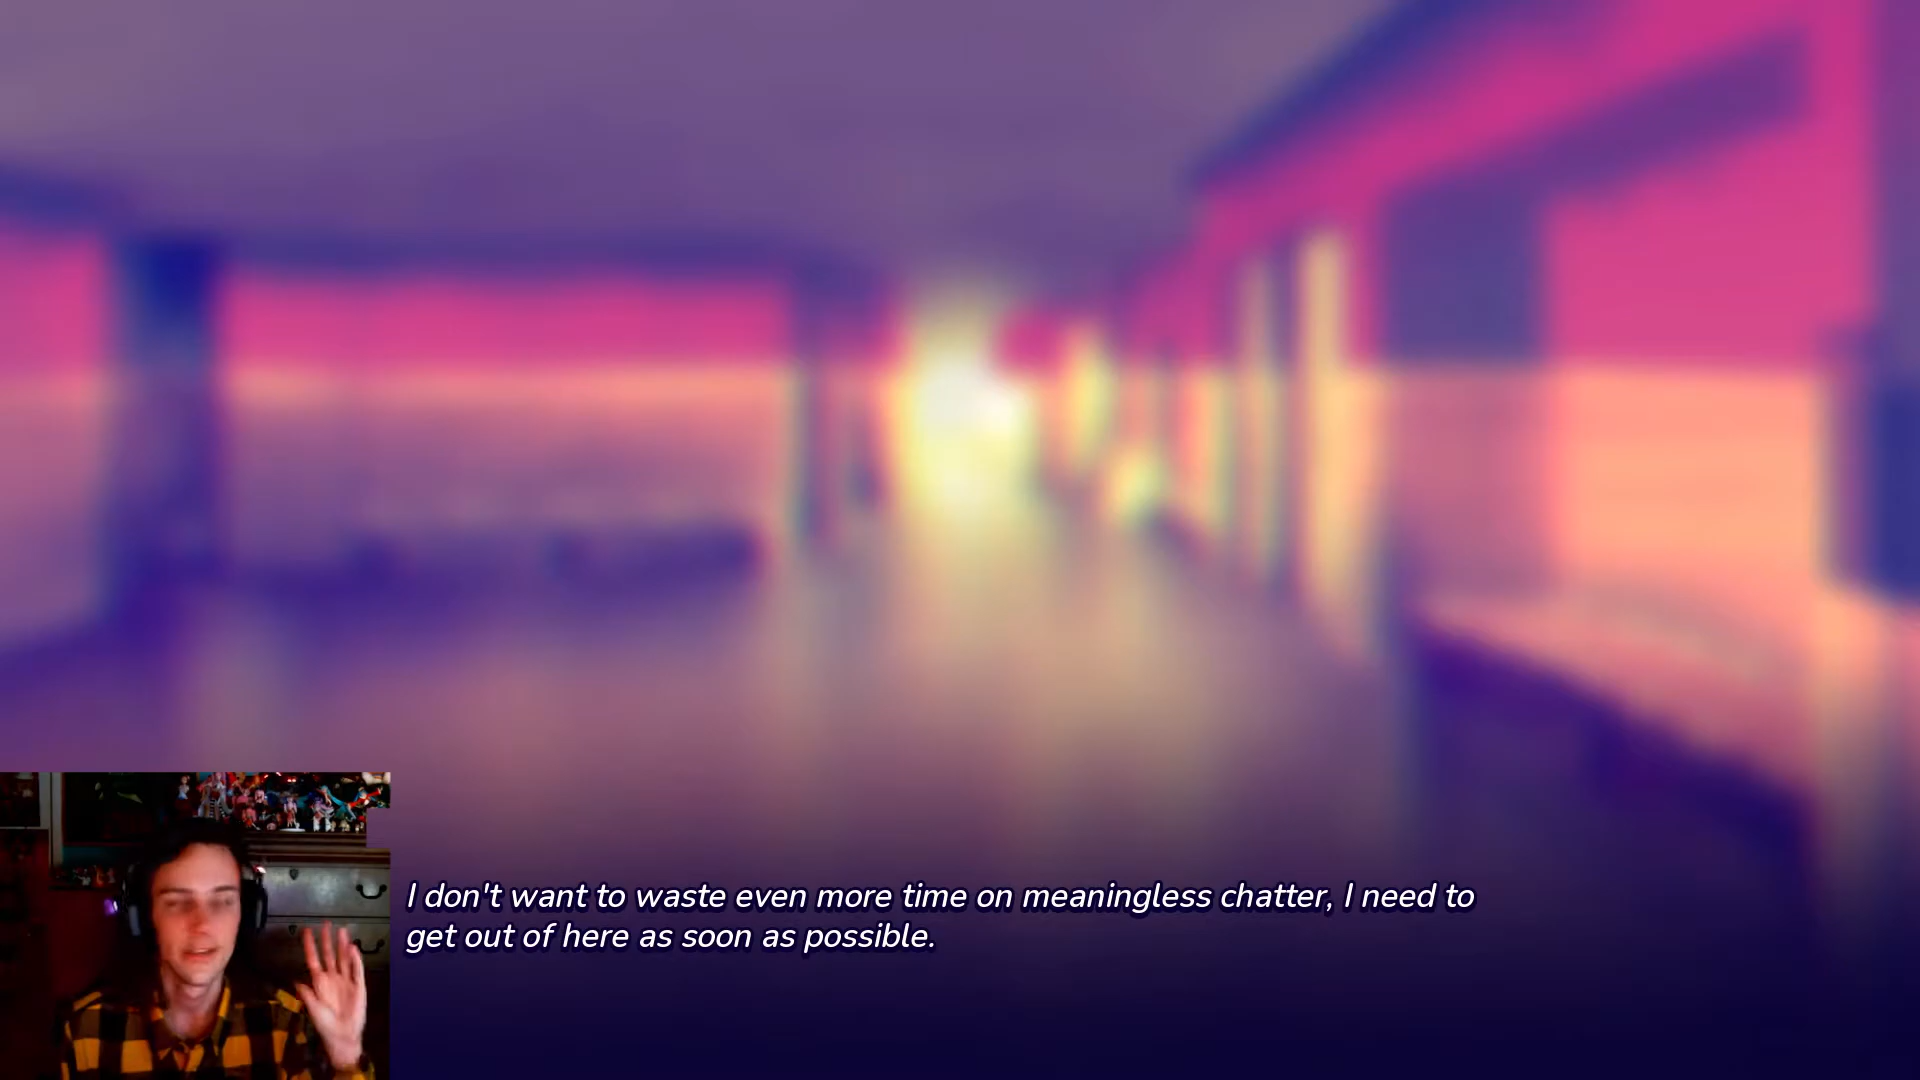 I don't want to waste even more time on meaningless chatter, I need to
get out of here as soon as possible.